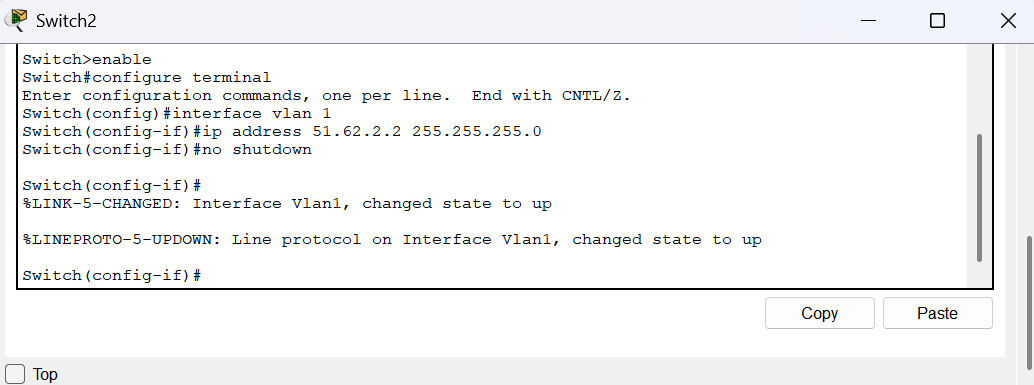 Switch2
Switch>enable
Switch#configure terminal
Enter configuration commands, one per line.  End with CNTL/Z.
Switch(config)#interface vlan 1
Switch(config-if)#ip address 51.62.2.2 255.255.255.0
Switch(config-if)#no shutdown
Switch(config-if)#
%LINK-5-CHANGED: Interface Vlan1, changed state to up
%LINEPROTO-5-UPDOWN: Line protocol on Interface Vlan1, changed state to up
Switch(config-if)#
Copy Paste
Top